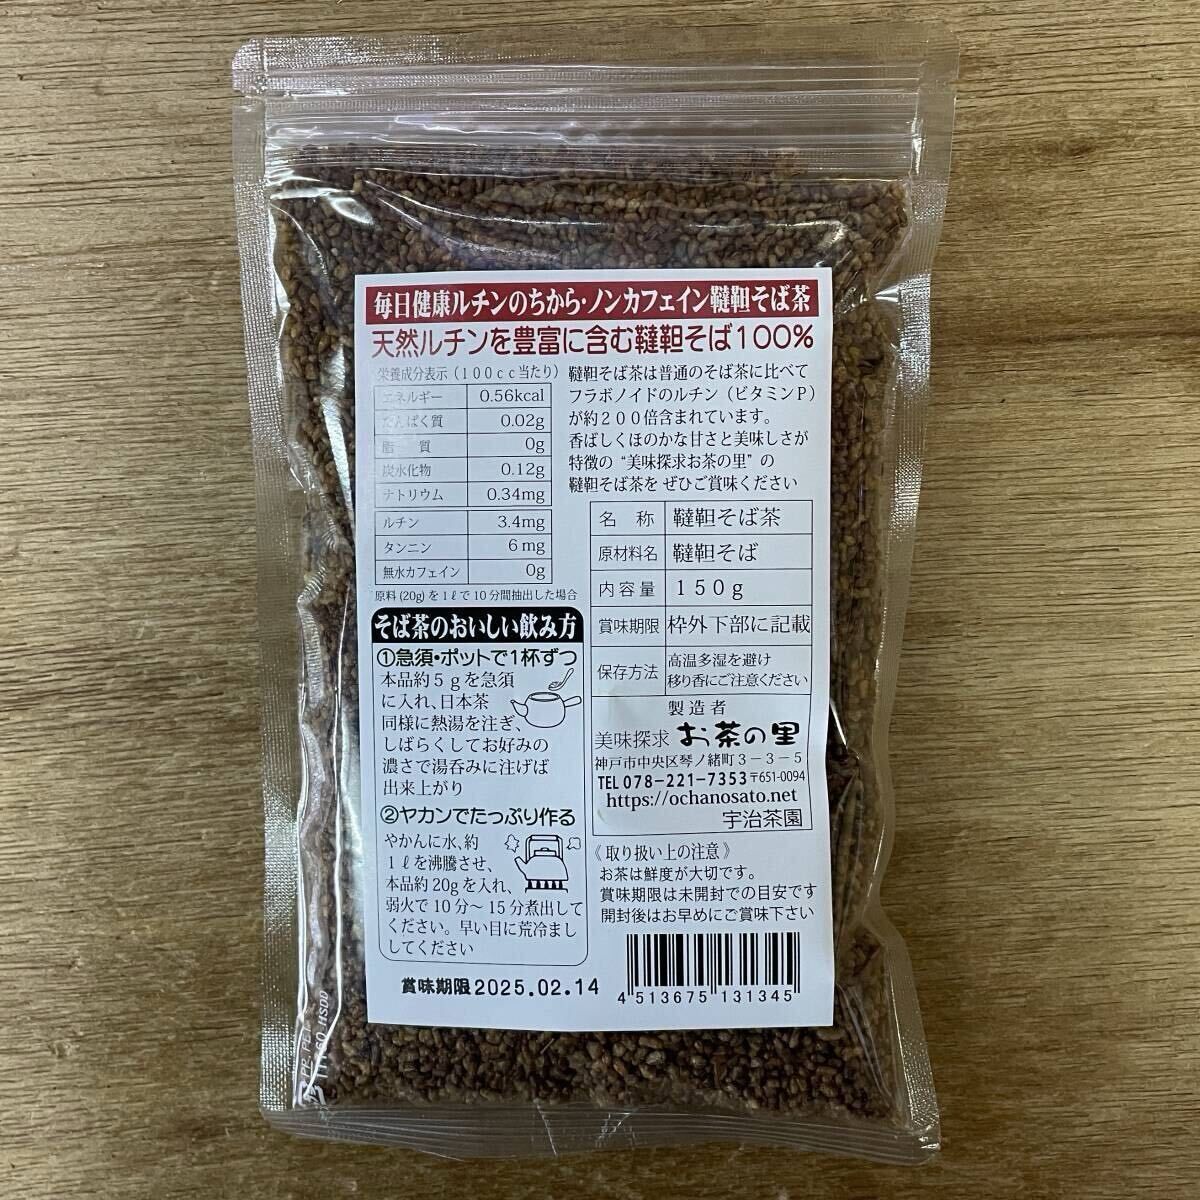 毎日健康ルチンのちから・ノンカフェイン韃靼そば茶
天然ルチンを豊富に含む韃靼そば100%
栄養成分表示(100cc当たり)
エネルギー 0.56kcal
たんぱく質 0.02g
脂 質 0g
炭水化物 0.12g
ナトリウム 0.34mg
ルチン 3.4mg
タンニン 6mg
無水カフェイン 0g
原料(20g)を1ℓで10分間抽出した場合
韃靼そば茶は普通のそば茶に比べて
フラボノイドのルチン(ビタミンP)
が約200倍含まれています。
香ばしくほのかな甘さと美味しさが
特徴の“美味探求お茶の里”の
韃靼そば茶を ぜひご賞味ください
名 称 韃靼そば茶
原材料名 韃靼そば
内容量 150g
賞味期限 枠外下部に記載
保存方法 高温多湿を避け
移り香にご注意ください
製造者
美味探求 お茶の里
神戸市中央区琴ノ緒町3-3-5
TEL 078-221-7353 〒651-0094
https://ochanosato.net
宇治茶園
そば茶のおいしい飲み方
①急須・ポットで1杯ずつ
本品約5gを急須
に入れ、日本茶
同様に熱湯を注ぎ、
しばらくしてお好みの
濃さで湯呑みに注げば
出来上がり
②ヤカンでたっぷり作る
やかんに水、約
1ℓを沸騰させ、
本品約20gを入れ、
弱火で10分~15分煮出して
ください。早い目に荒冷まし
してください
《取り扱い上の注意》
お茶は鮮度が大切です。
賞味期限は未開封での目安です
開封後はお早めにご賞味下さい
賞味期限2025.02.14
4 513675 131345